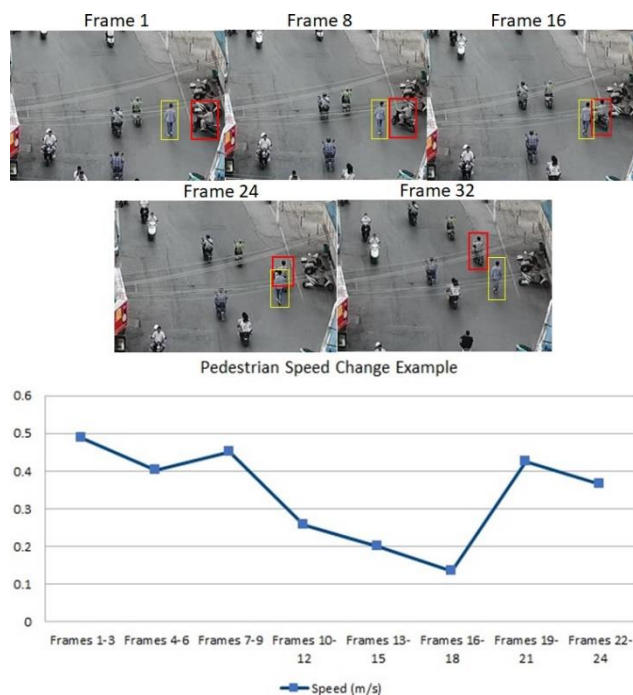 Frame 1 Frame 8 Frame 16
Frame 24 Frame 32
Pedestrian Speed Change Example
0.6
0.5
0.4
0.3
0.2
0.1
0
Frames 1-3 Frames 4-6 Frames 7-9 Frames 10- Frames 13- Frames 16- Frames 19- Frames 22-
12 15 18 21 24
Speed (m/s)